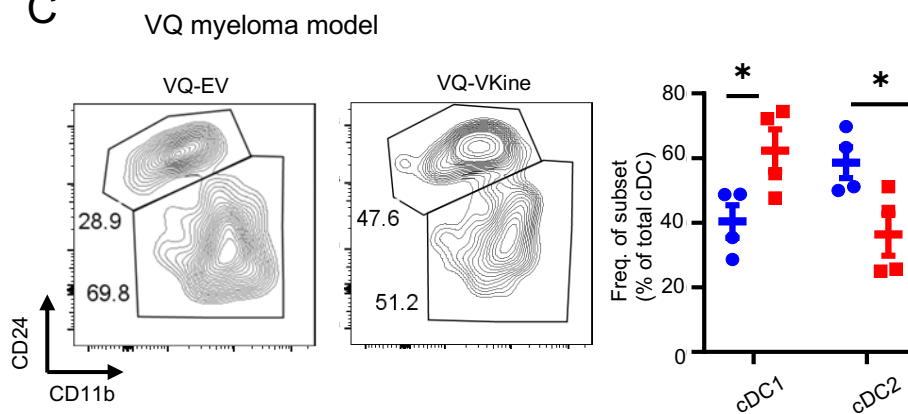 C
VQ myeloma model
VQ-EV
VQ-VKine
28.9
69.8
47.6
51.2
CD24
CD11b
Freq. of subset
(% of total cDC)
80
60
40
20
0
*
*
cDC1
cDC2